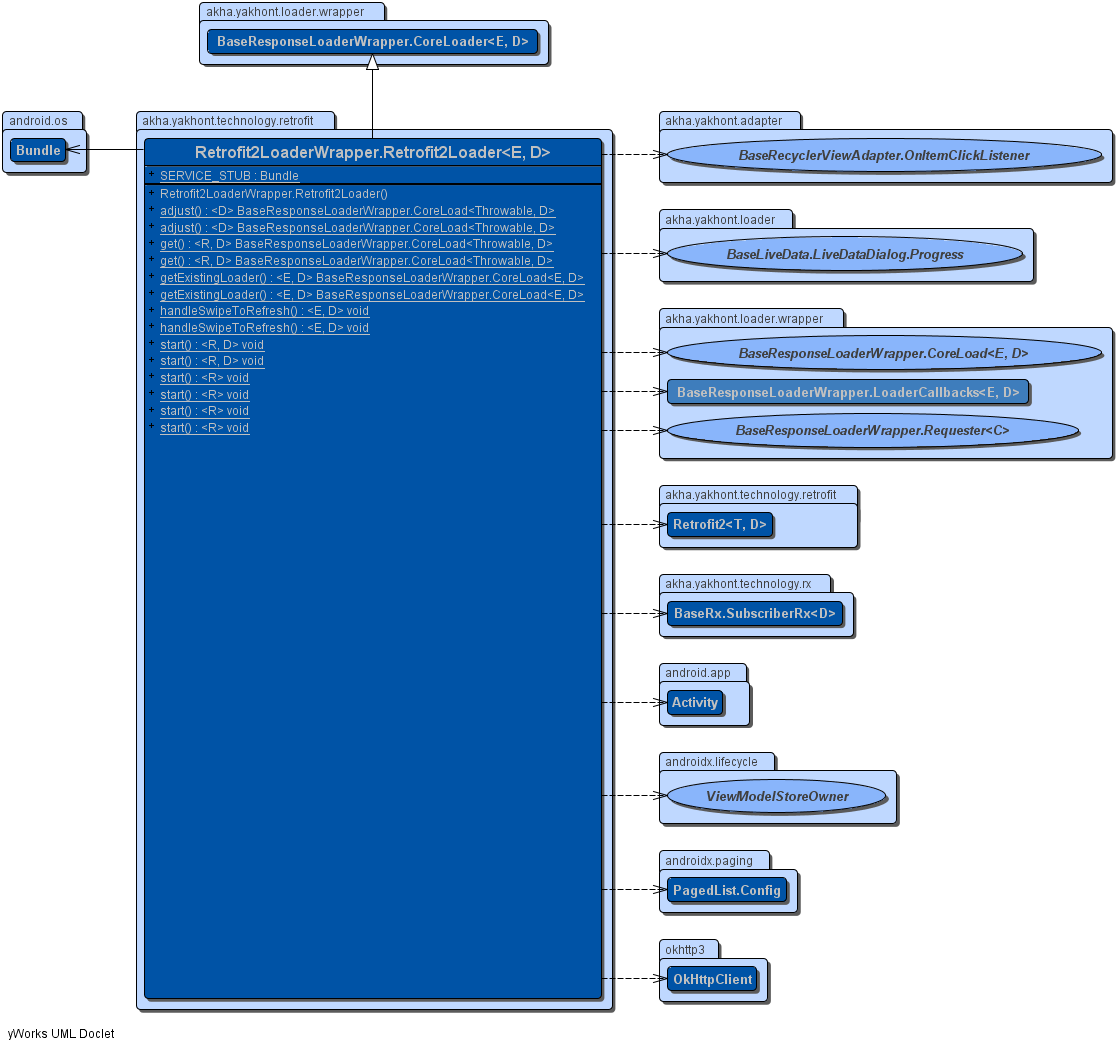 akha.yakhont.loader.wrapper
BaseResponseLoaderWrapper.CoreLoader<E, D>
android.os
Bundle
akha.yakhont.technology.retrofit
Retrofit2LoaderWrapper.Retrofit2Loader<E, D>
+ SERVICE_STUB : Bundle
+ Retrofit2LoaderWrapper.Retrofit2Loader()
+ adjust() : <D> BaseResponseLoaderWrapper.CoreLoad<Throwable, D>
+ adjust() : <D> BaseResponseLoaderWrapper.CoreLoad<Throwable, D>
+ get() : <R, D> BaseResponseLoaderWrapper.CoreLoad<Throwable, D>
+ get() : <R, D> BaseResponseLoaderWrapper.CoreLoad<Throwable, D>
+ getExistingLoader() : <E, D> BaseResponseLoaderWrapper.CoreLoad<E, D>
+ getExistingLoader() : <E, D> BaseResponseLoaderWrapper.CoreLoad<E, D>
+ handleSwipeToRefresh() : <E, D> void
+ handleSwipeToRefresh() : <E, D> void
+ start() : <R, D> void
+ start() : <R, D> void
+ start() : <R> void
+ start() : <R> void
+ start() : <R> void
+ start() : <R> void
akha.yakhont.adapter
BaseRecyclerViewAdapter.OnItemClickListener
akha.yakhont.loader
BaseLiveData.LiveDataDialog.Progress
akha.yakhont.loader.wrapper
BaseResponseLoaderWrapper.CoreLoad<E, D>
BaseResponseLoaderWrapper.LoaderCallbacks<E, D>
BaseResponseLoaderWrapper.Requester<C>
akha.yakhont.technology.retrofit
Retrofit2<T, D>
akha.yakhont.technology.rx
BaseRx.SubscriberRx<D>
android.app
Activity
androidx.lifecycle
ViewModelStoreOwner
androidx.paging
PagedList.Config
okhttp3
OkHttpClient
yWorks UML Doclet